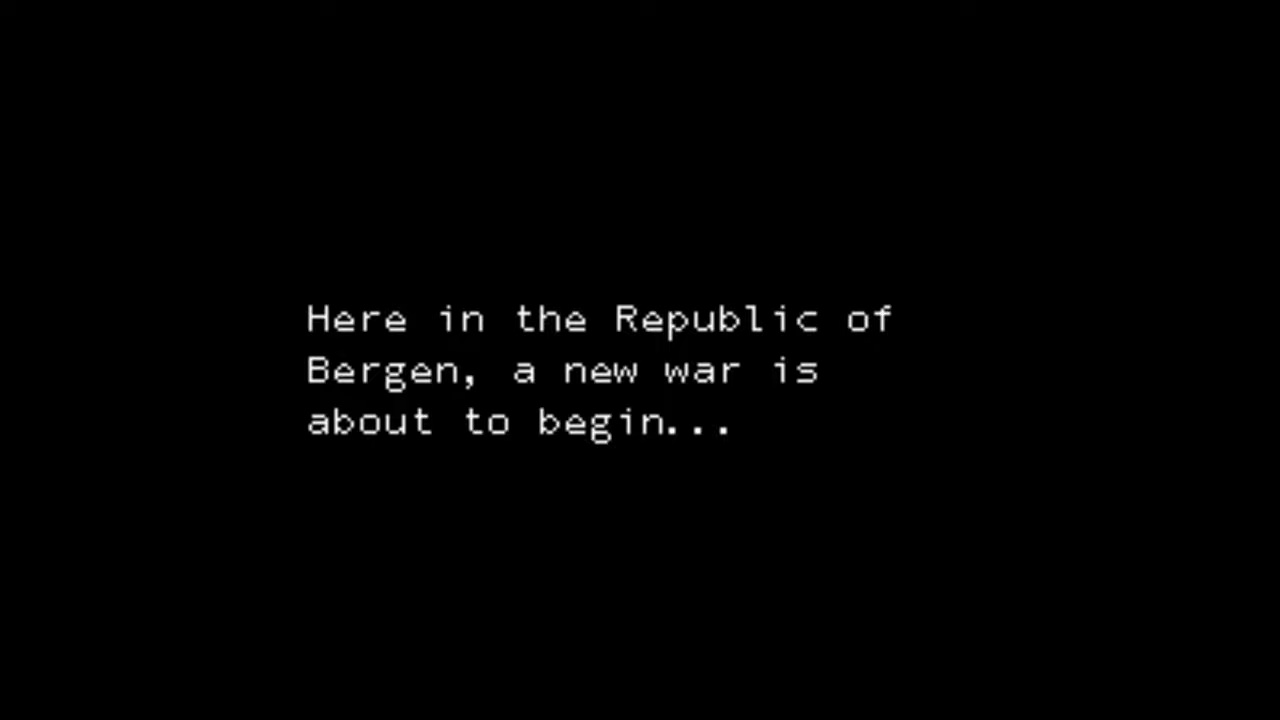 Here in the Republic of
Bergen, a new war is
about to begin...